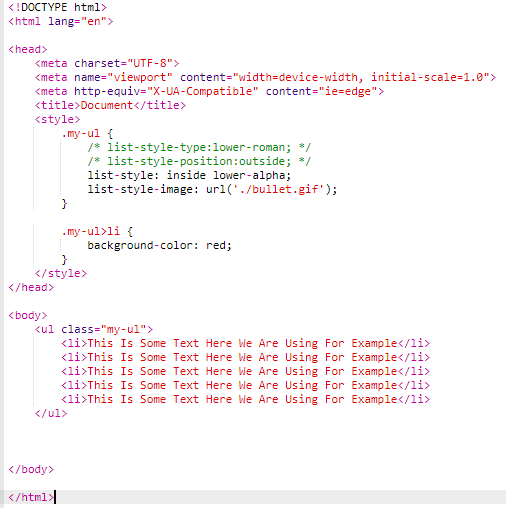 <!DOCTYPE html>
<html lang="en">
<head>
<meta charset="UTF-8">
<meta name="viewport" content="width=device-width, initial-scale=1.0">
<meta http-equiv="X-UA-Compatible" content="ie=edge">
<title>Document</title>
<style>
.my-ul {
/* list-style-type:lower-roman; */
/* list-style-position:outside; */
list-style: inside lower-alpha;
list-style-image: url('./bullet.gif');
}
.my-ul>li {
background-color: red;
}
</style>
</head>
<body>
<ul class="my-ul">
<li>This Is Some Text Here We Are Using For Example</li>
<li>This Is Some Text Here We Are Using For Example</li>
<li>This Is Some Text Here We Are Using For Example</li>
<li>This Is Some Text Here We Are Using For Example</li>
<li>This Is Some Text Here We Are Using For Example</li>
</ul>
</body>
</html>